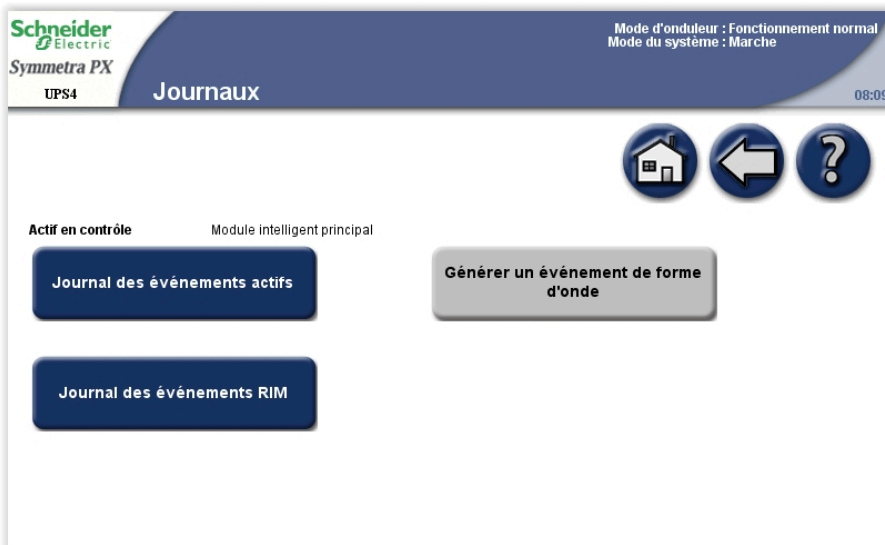 Schneider
Electric
Symmetra PX
UPS4
Journaux
Mode d'onduleur : Fonctionnement normal
Mode du système : Marche
08:09
?
Actif en contrôle Module intelligent principal
Journal des événements actifs
Générer un événement de forme
d'onde
Journal des événements RIM